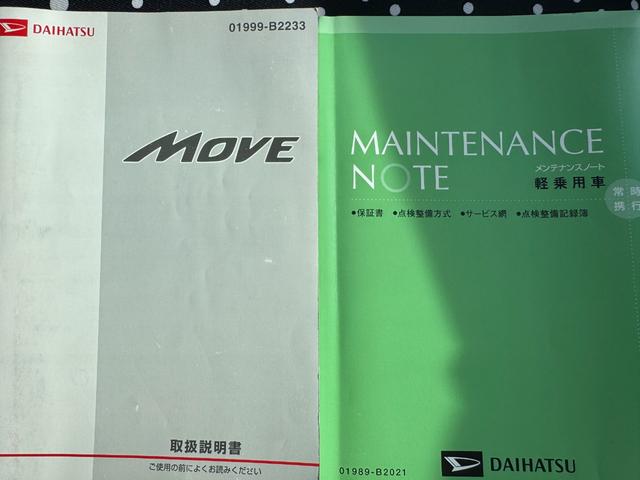 DAIHATSU
01999-B2233
MOVE
取扱説明書
ご使用の前によくお読みください
MAINTENANCE
NOTE
メンテナンスノート
軽乗用車
常時
携行
●保証書 ●点検整備方式 ●サービス網 ●点検整備記録簿
01989-B2021
DAIHATSU